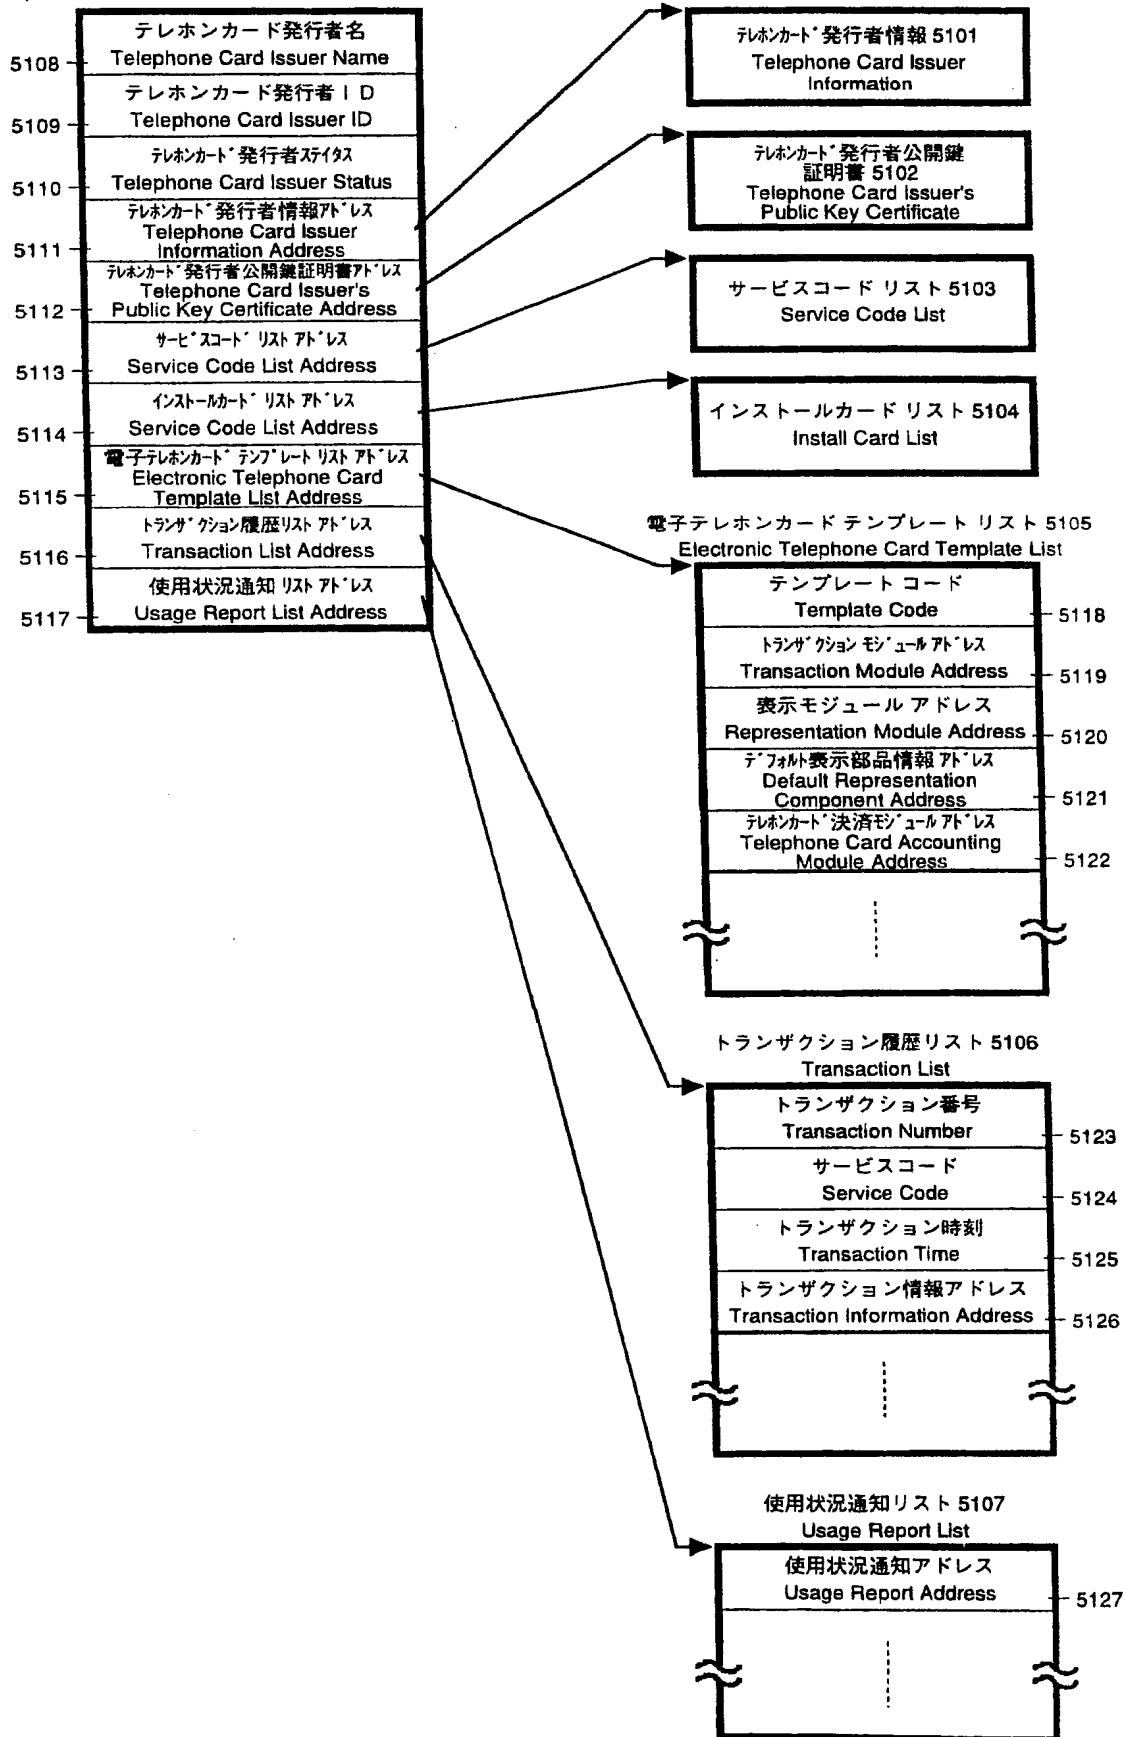 テレホンカード発行者名
Telephone Card Issuer Name
5108
テレホンカード発行者ID
Telephone Card Issuer ID
5109
テレホンカード発行者ステイタス
Telephone Card Issuer Status
5110
テレホンカード発行者情報アドレス
Telephone Card Issuer
Information Address
5111
テレホンカード発行者公開鍵証明書アドレス
Telephone Card Issuer's
Public Key Certificate Address
5112
サービスコード リスト アドレス
Service Code List Address
5113
インストールカード リスト アドレス
Service Code List Address
5114
電子テレホンカード テンプレート リスト アドレス
Electronic Telephone Card
Template List Address
5115
トランザクション履歴リスト アドレス
Transaction List Address
5116
使用状況通知 リスト アドレス
Usage Report List Address
5117
テレホンカード発行者情報 5101
Telephone Card Issuer
Information
テレホンカード発行者公開鍵
証明書 5102
Telephone Card Issuer's
Public Key Certificate
サービスコード リスト 5103
Service Code List
インストールカード リスト 5104
Install Card List
電子テレホンカード テンプレート リスト 5105
Electronic Telephone Card Template List
テンプレート コード
Template Code
5118
トランザクション モジュール アドレス
Transaction Module Address
5119
表示モジュール アドレス
Representation Module Address
5120
デフォルト表示部品情報 アドレス
Default Representation
Component Address
5121
テレホンカード決済モジュール アドレス
Telephone Card Accounting
Module Address
5122
トランザクション履歴リスト 5106
Transaction List
トランザクション番号
Transaction Number
5123
サービスコード
Service Code
5124
トランザクション時刻
Transaction Time
5125
トランザクション情報アドレス
Transaction Information Address
5126
使用状況通知リスト 5107
Usage Report List
使用状況通知アドレス
Usage Report Address
5127